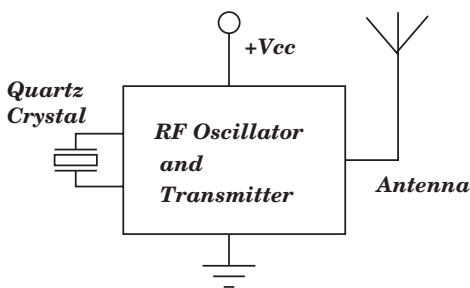 +Vcc
Quartz
Crystal
RF Oscillator
and
Transmitter
Antenna